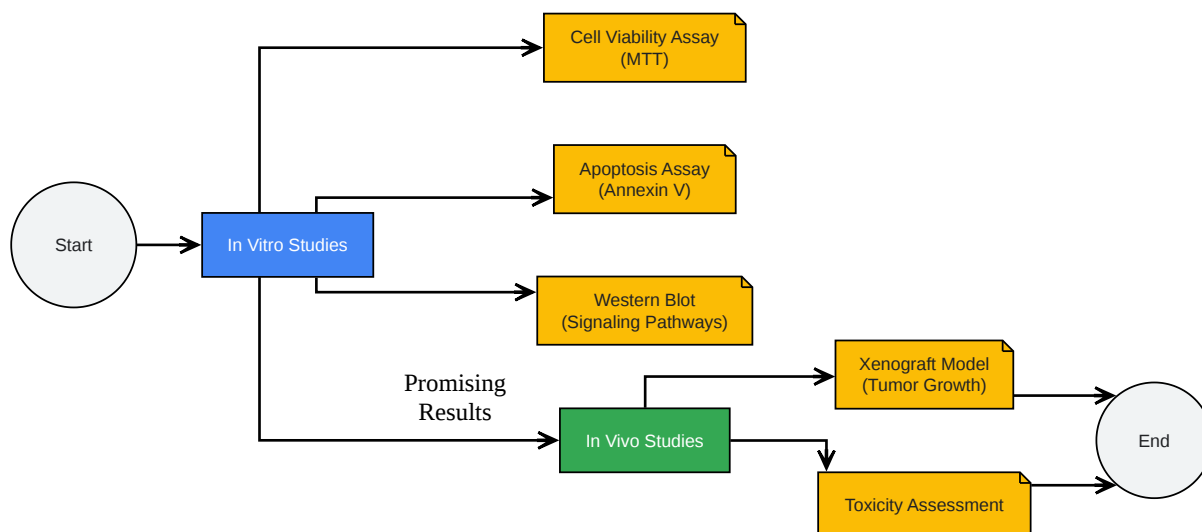 Cell Viability Assay
(MTT)
Apoptosis Assay
(Annexin V)
Start
In Vitro Studies
Western Blot
(Signaling Pathways)
Promising
Results
Xenograft Model
(Tumor Growth)
In Vivo Studies
End
Toxicity Assessment